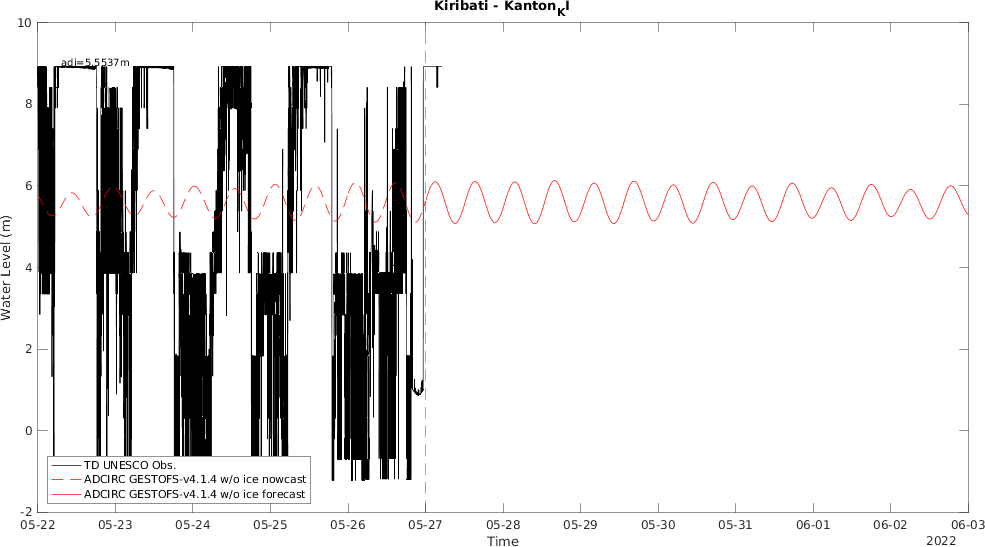 Kiribati - Kanton_KI
adj=5.5537m
Water Level (m)
10
8
6
4
2
0
-2
TD UNESCO Obs.
ADCIRC GESTOFS-v4.1.4 w/o ice nowcast
ADCIRC GESTOFS-v4.1.4 w/o ice forecast
05-22 05-23 05-24 05-25 05-26 05-27 05-28 05-29 05-30 05-31 06-01 06-02 06-03
Time
2022